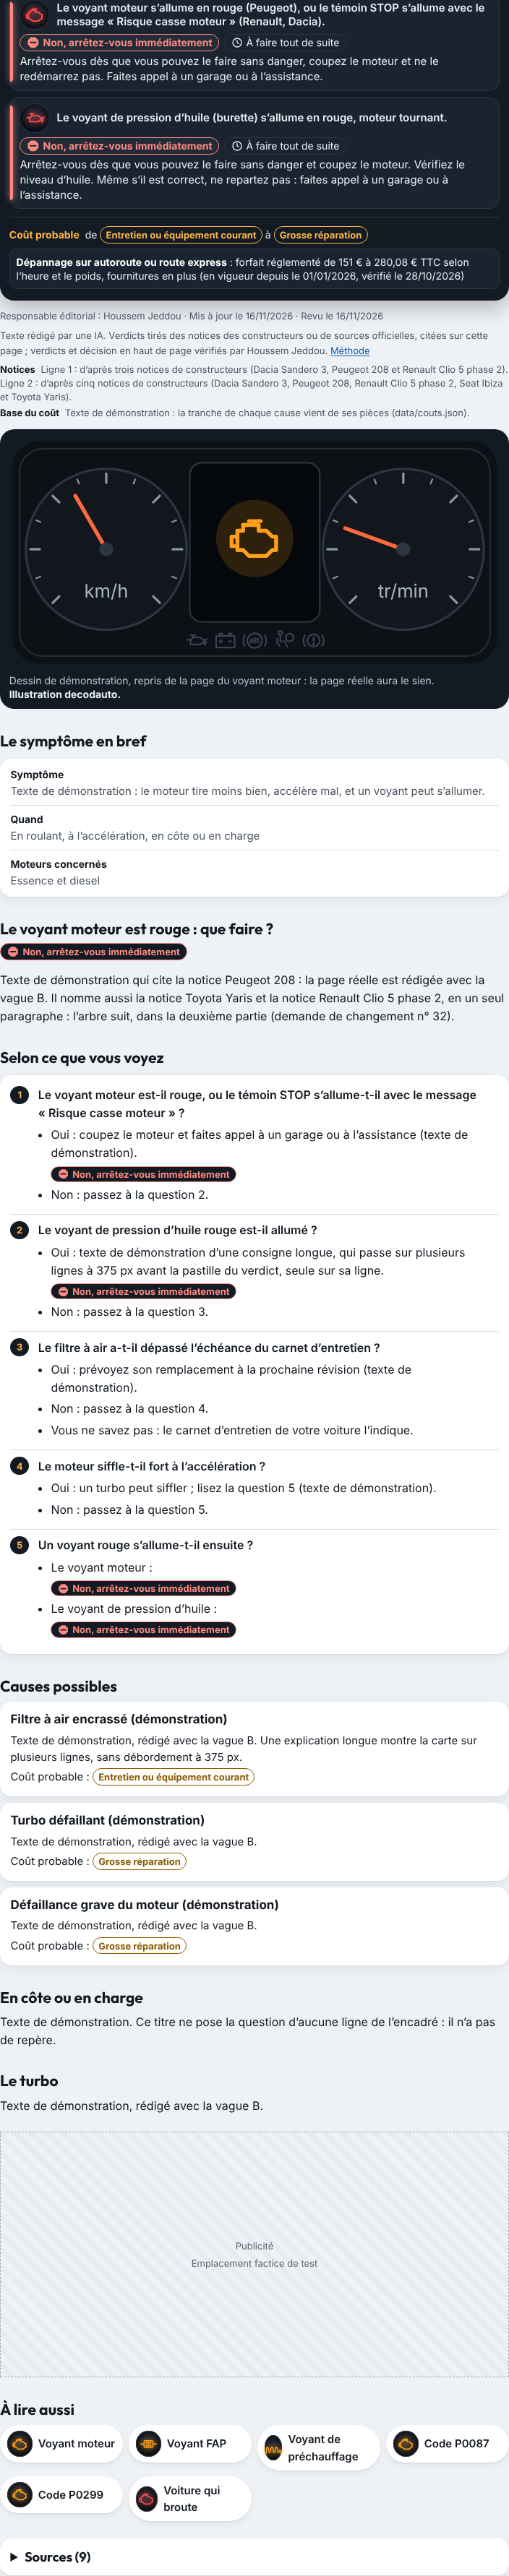 Le voyant moteur s’allume en rouge (Peugeot), ou le témoin STOP s’allume avec le
message « Risque casse moteur » (Renault, Dacia).
Non, arrêtez-vous immédiatement
À faire tout de suite
Arrêtez-vous dès que vous pouvez le faire sans danger, coupez le moteur et ne le
redémarrez pas. Faites appel à un garage ou à l’assistance.
Le voyant de pression d’huile (burette) s’allume en rouge, moteur tournant.
Non, arrêtez-vous immédiatement
À faire tout de suite
Arrêtez-vous dès que vous pouvez le faire sans danger et coupez le moteur. Vérifiez le
niveau d’huile. Même s’il est correct, ne repartez pas : faites appel à un garage ou à
l’assistance.
Coût probable de Entretien ou équipement courant à Grosse réparation
Dépannage sur autoroute ou route express : forfait réglementé de 151 € à 280,08 € TTC selon
l’heure et le poids, fournitures en plus (en vigueur depuis le 01/01/2026, vérifié le 28/10/2026)
Responsable éditorial : Houssem Jeddou · Mis à jour le 16/11/2026 · Revu le 16/11/2026
Texte rédigé par une IA. Verdicts tirés des notices des constructeurs ou de sources officielles, citées sur cette
page ; verdicts et décision en haut de page vérifiés par Houssem Jeddou. Méthode
Notices Ligne 1 : d’après trois notices de constructeurs (Dacia Sandero 3, Peugeot 208 et Renault Clio 5 phase 2).
Ligne 2 : d’après cinq notices de constructeurs (Dacia Sandero 3, Peugeot 208, Renault Clio 5 phase 2, Seat Ibiza
et Toyota Yaris).
Base du coût Texte de démonstration : la tranche de chaque cause vient de ses pièces (data/couts.json).
km/h
tr/min
ABS
Dessin de démonstration, repris de la page du voyant moteur : la page réelle aura le sien.
Illustration decodauto.
Le symptôme en bref
Symptôme
Texte de démonstration : le moteur tire moins bien, accélère mal, et un voyant peut s’allumer.
Quand
En roulant, à l’accélération, en côte ou en charge
Moteurs concernés
Essence et diesel
Le voyant moteur est rouge : que faire ?
Non, arrêtez-vous immédiatement
Texte de démonstration qui cite la notice Peugeot 208 : la page réelle est rédigée avec la
vague B. Il nomme aussi la notice Toyota Yaris et la notice Renault Clio 5 phase 2, en un seul
paragraphe : l’arbre suit, dans la deuxième partie (demande de changement n° 32).
Selon ce que vous voyez
1 Le voyant moteur est-il rouge, ou le témoin STOP s’allume-t-il avec le message
« Risque casse moteur » ?
• Oui : coupez le moteur et faites appel à un garage ou à l’assistance (texte de
démonstration).
Non, arrêtez-vous immédiatement
• Non : passez à la question 2.
2 Le voyant de pression d’huile rouge est-il allumé ?
• Oui : texte de démonstration d’une consigne longue, qui passe sur plusieurs
lignes à 375 px avant la pastille du verdict, seule sur sa ligne.
Non, arrêtez-vous immédiatement
• Non : passez à la question 3.
3 Le filtre à air a-t-il dépassé l’échéance du carnet d’entretien ?
• Oui : prévoyez son remplacement à la prochaine révision (texte de
démonstration).
• Non : passez à la question 4.
• Vous ne savez pas : le carnet d’entretien de votre voiture l’indique.
4 Le moteur siffle-t-il fort à l’accélération ?
• Oui : un turbo peut siffler ; lisez la question 5 (texte de démonstration).
• Non : passez à la question 5.
5 Un voyant rouge s’allume-t-il ensuite ?
• Le voyant moteur :
Non, arrêtez-vous immédiatement
• Le voyant de pression d’huile :
Non, arrêtez-vous immédiatement
Causes possibles
Filtre à air encrassé (démonstration)
Texte de démonstration, rédigé avec la vague B. Une explication longue montre la carte sur
plusieurs lignes, sans débordement à 375 px.
Coût probable : Entretien ou équipement courant
Turbo défaillant (démonstration)
Texte de démonstration, rédigé avec la vague B.
Coût probable : Grosse réparation
Défaillance grave du moteur (démonstration)
Texte de démonstration, rédigé avec la vague B.
Coût probable : Grosse réparation
En côte ou en charge
Texte de démonstration. Ce titre ne pose la question d’aucune ligne de l’encadré : il n’a pas
de repère.
Le turbo
Texte de démonstration, rédigé avec la vague B.
Publicité
Emplacement factice de test
À lire aussi
Voyant moteur
Voyant FAP
Voyant de
préchauffage
Code P0087
Code P0299
Voiture qui
broute
Sources (9)